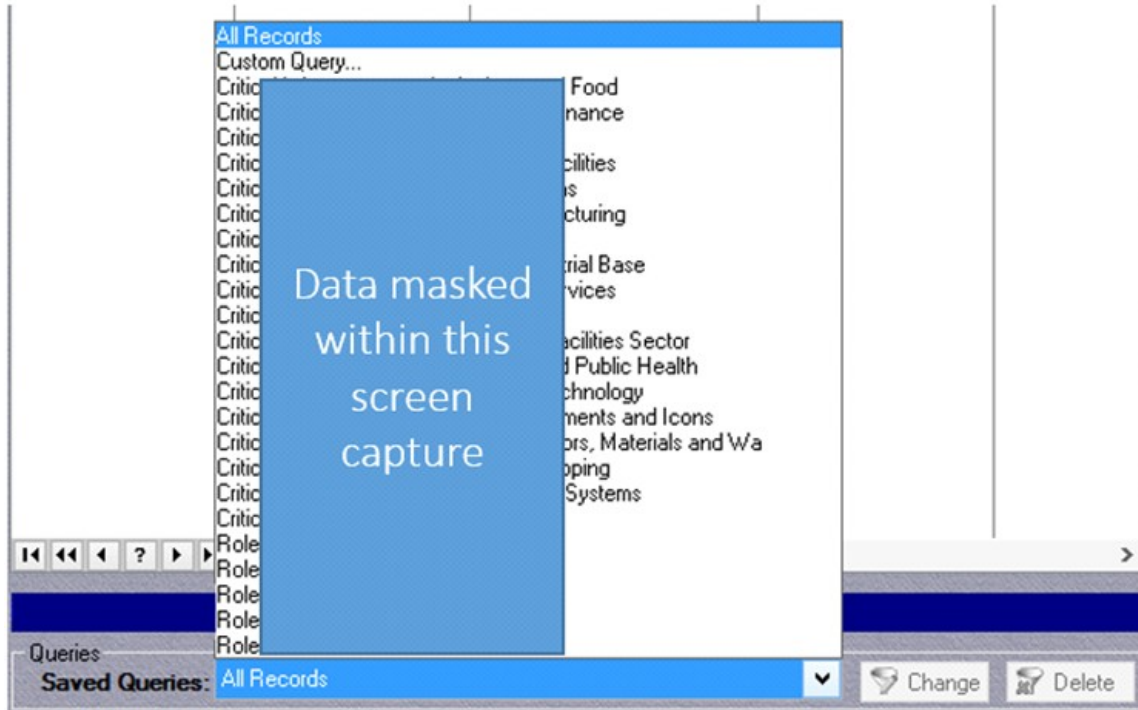 All Records
Custom Query...
Critic Food
Critic nance
Critic
Critic cilities
Critic s
Critic cturing
Critic
Critic trial Base
Critic vices
Critic
Critic acilities Sector
Critic d Public Health
Critic chnology
Critic ments and Icons
Critic ors, Materials and Wa
Critic pping
Critic Systems
Critic
Role
Role
Role
Role
Role
Data masked
within this
screen
capture
?
Queries
Saved Queries: All Records Change Delete